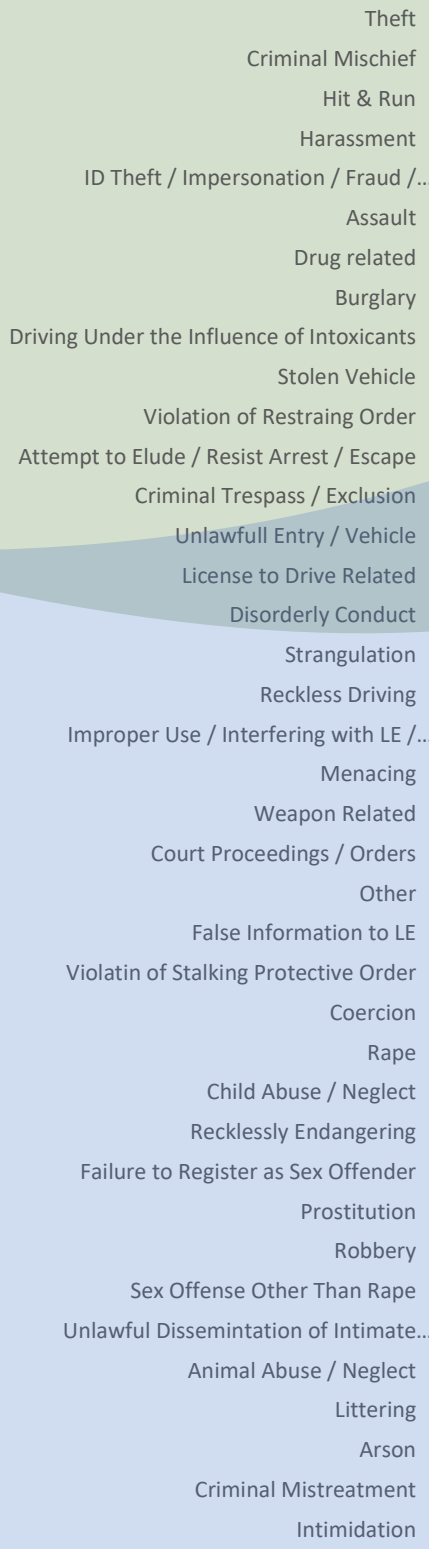 Theft
Criminal Mischief
Hit & Run
Harassment
ID Theft / Impersonation / Fraud /…
Assault
Drug related
Burglary
Driving Under the Influence of Intoxicants
Stolen Vehicle
Violation of Restraing Order
Attempt to Elude / Resist Arrest / Escape
Criminal Trespass / Exclusion
Unlawfull Entry / Vehicle
License to Drive Related
Disorderly Conduct
Strangulation
Reckless Driving
Improper Use / Interfering with LE /…
Menacing
Weapon Related
Court Proceedings / Orders
Other
False Information to LE
Violatin of Stalking Protective Order
Coercion
Rape
Child Abuse / Neglect
Recklessly Endangering
Failure to Register as Sex Offender
Prostitution
Robbery
Sex Offense Other Than Rape
Unlawful Dissemintation of Intimate…
Animal Abuse / Neglect
Littering
Arson
Criminal Mistreatment
Intimidation